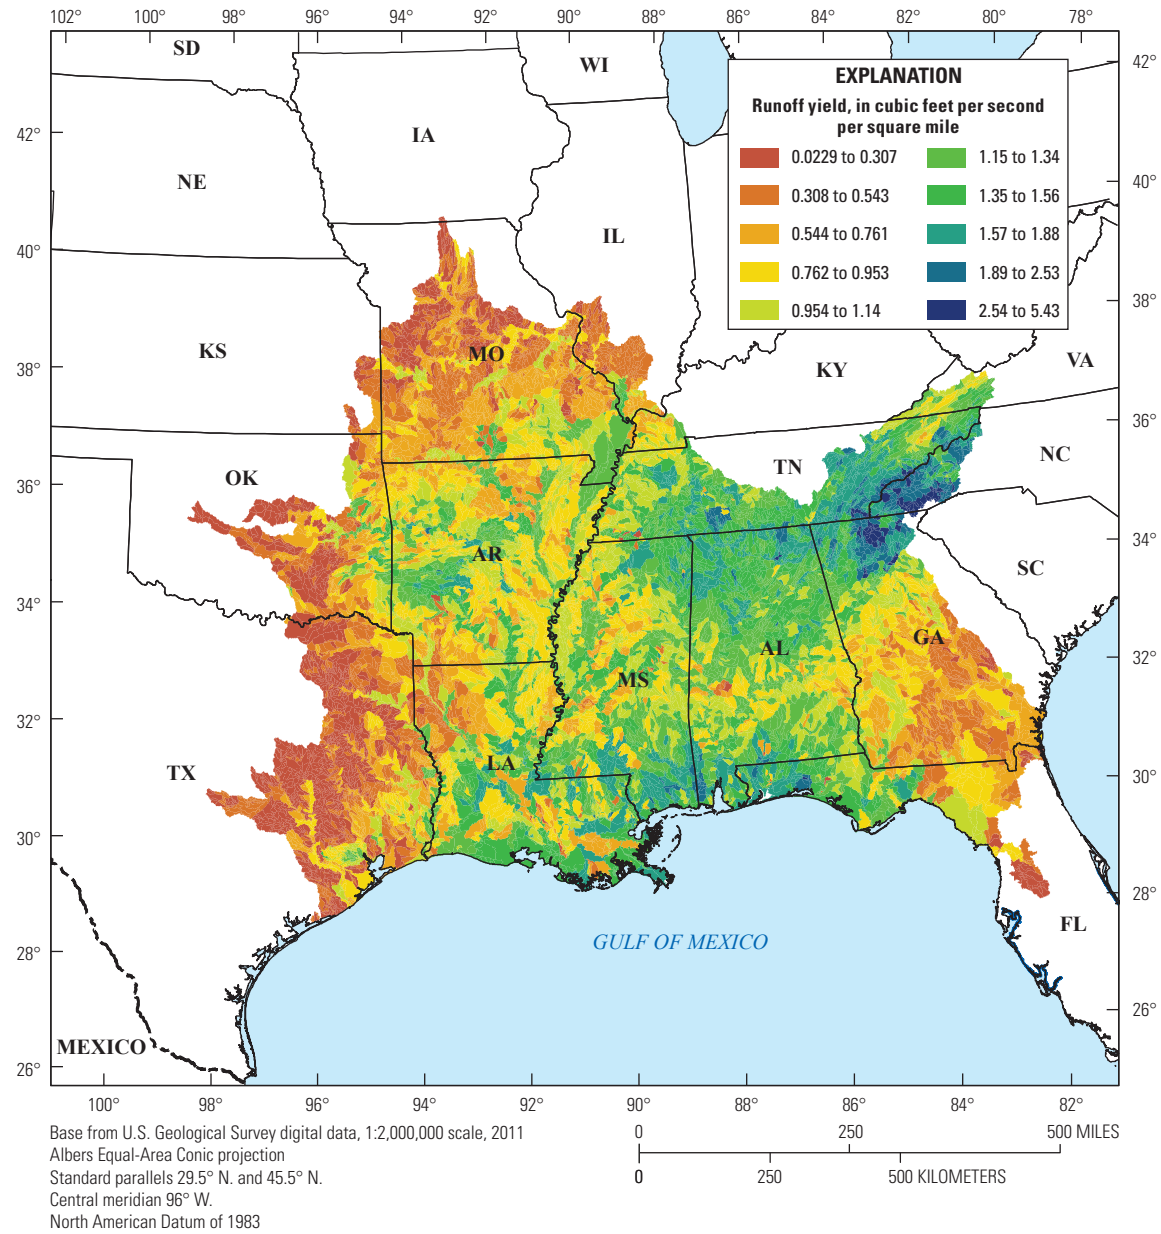 102° 100° 98° 96° 94° 92° 90° 88° 86° 84° 82° 80° 78°
SD
WI
42°
EXPLANATION
Runoff yield, in cubic feet per second
per square mile
0.0229 to 0.307
0.308 to 0.543
0.544 to 0.761
0.762 to 0.953
0.954 to 1.14
1.15 to 1.34
1.35 to 1.56
1.57 to 1.88
1.89 to 2.53
2.54 to 5.43
42°
IA
NE
40°
IL
40°
38°
KS
MO
KY
VA
38°
36°
OK
TN
NC
36°
34°
AR
SC
34°
GA
AL
MS
32°
32°
LA
TX
30°
30°
28°
FL
GULF OF MEXICO
28°
26°
MEXICO
26°
100° 98° 96° 94° 92° 90° 88° 86° 84° 82°
Base from U.S. Geological Survey digital data, 1:2,000,000 scale, 2011
Albers Equal-Area Conic projection
Standard parallels 29.5° N. and 45.5° N.
Central meridian 96° W.
North American Datum of 1983
0 250 500 MILES
0 250 500 KILOMETERS